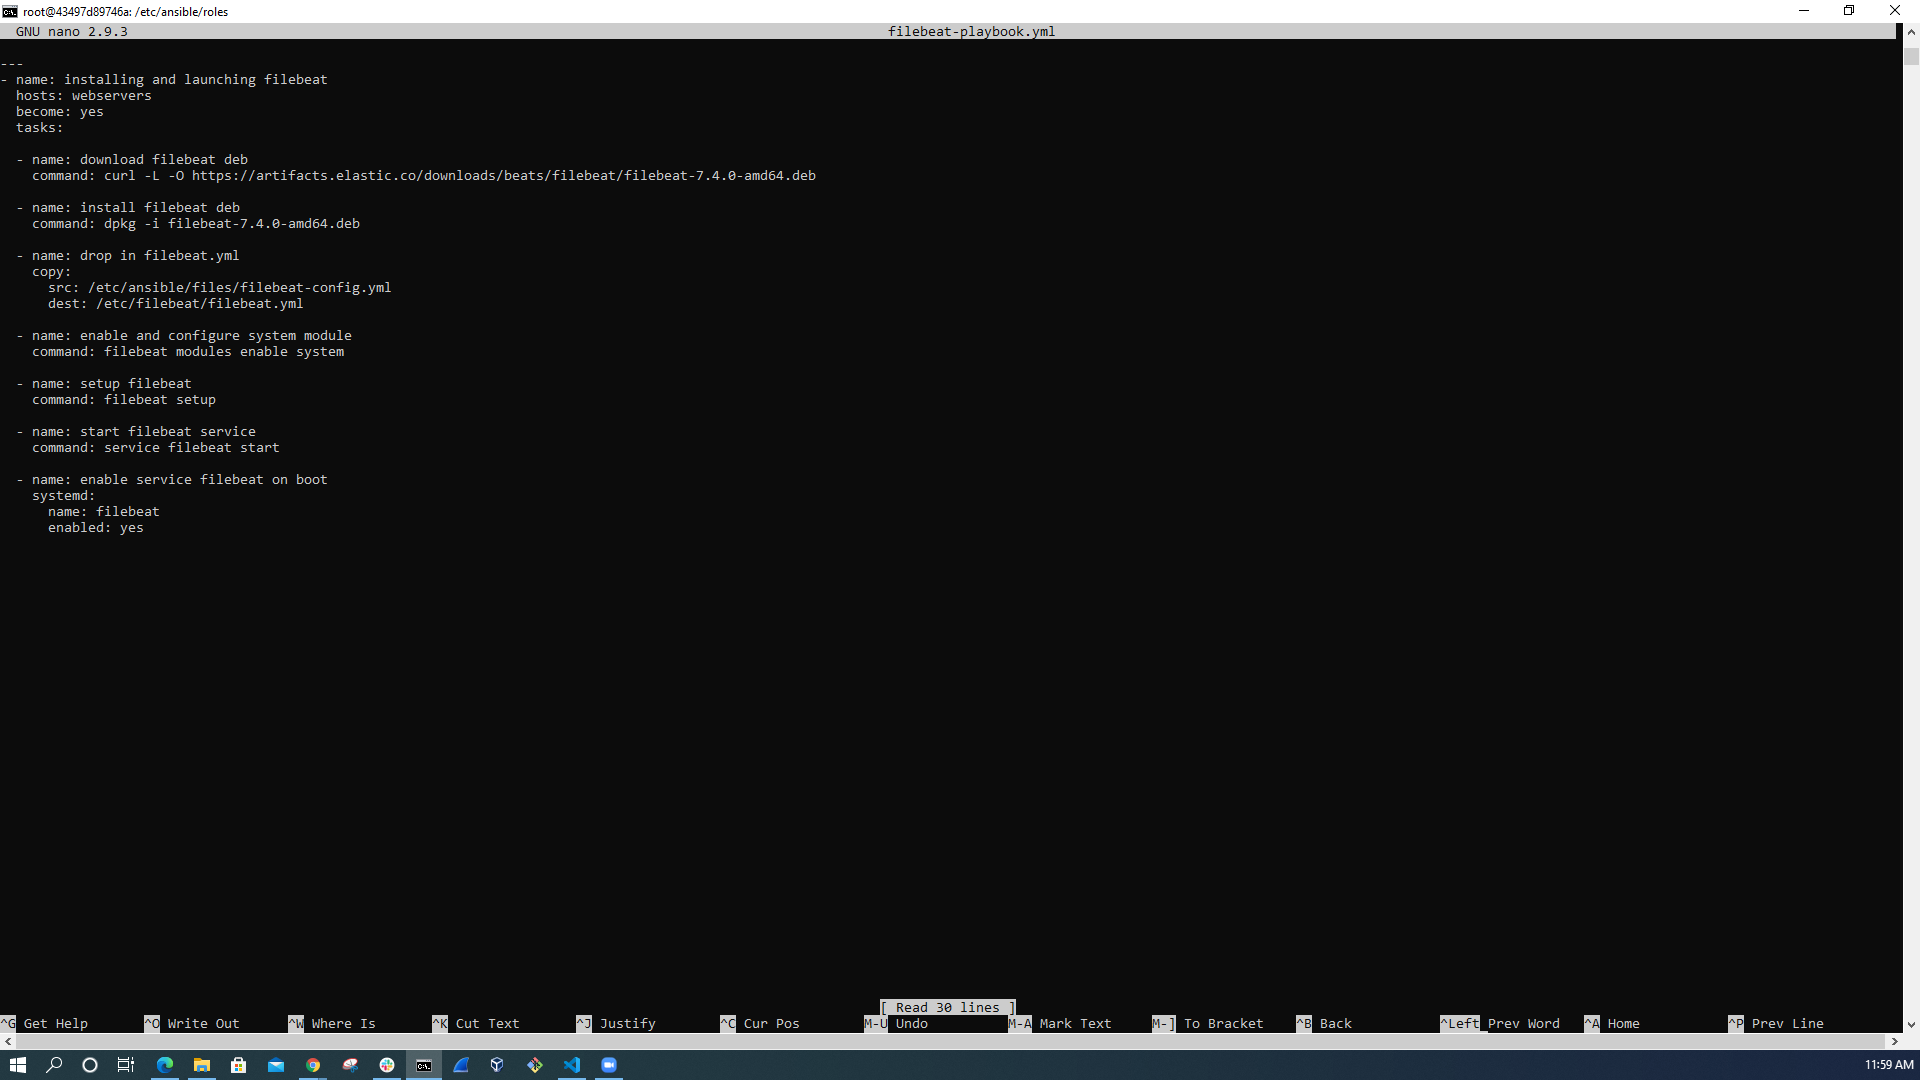 root@43497d89746a: /etc/ansible/roles
GNU nano 2.9.3 filebeat-playbook.yml
---
- name: installing and launching filebeat
  hosts: webservers
  become: yes
  tasks:
  - name: download filebeat deb
    command: curl -L -O https://artifacts.elastic.co/downloads/beats/filebeat/filebeat-7.4.0-amd64.deb
  - name: install filebeat deb
    command: dpkg -i filebeat-7.4.0-amd64.deb
  - name: drop in filebeat.yml
    copy:
      src: /etc/ansible/files/filebeat-config.yml
      dest: /etc/filebeat/filebeat.yml
  - name: enable and configure system module
    command: filebeat modules enable system
  - name: setup filebeat
    command: filebeat setup
  - name: start filebeat service
    command: service filebeat start
  - name: enable service filebeat on boot
    systemd:
      name: filebeat
      enabled: yes
[ Read 30 lines ]
^G Get Help ^O Write Out ^W Where Is ^K Cut Text ^J Justify ^C Cur Pos M-U Undo M-A Mark Text M-] To Bracket ^B Back ^Left Prev Word ^A Home ^P Prev Line
11:59 AM